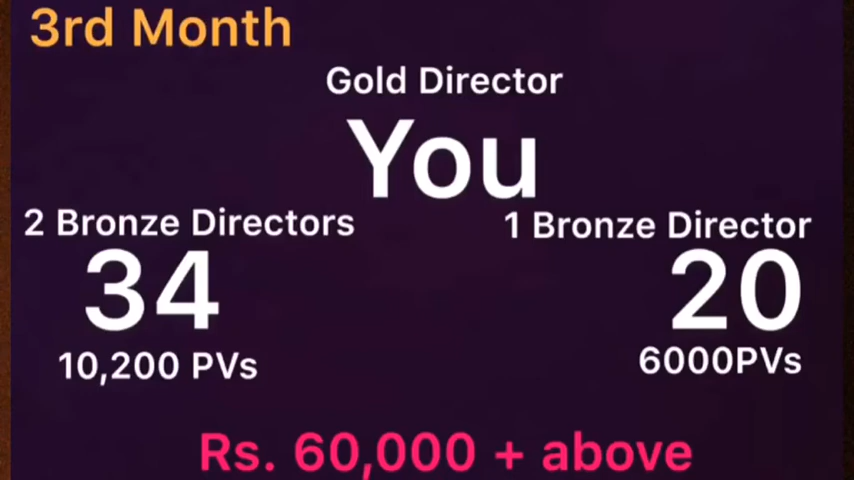 3rd Month
Gold Director
You
2 Bronze Directors
1 Bronze Director
34
20
10,200 PVs
6000PVs
Rs. 60,000 + above